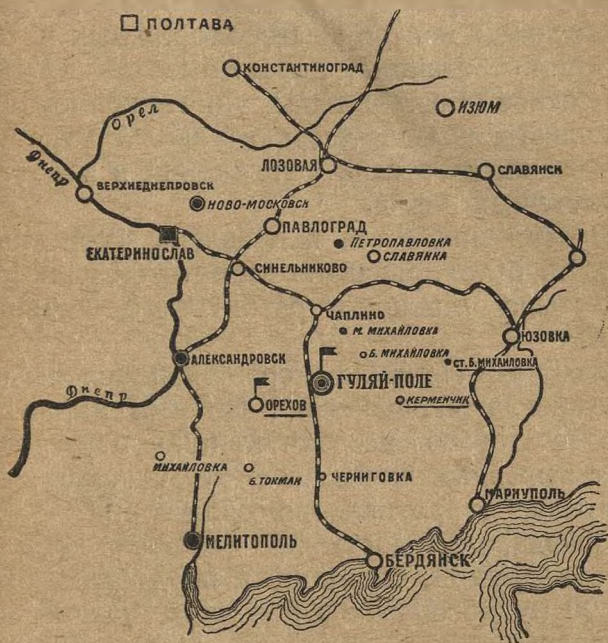 ПОЛТАВА
КОНСТАНТИНОГРАД
ИЗЮМ
Орел
Днепр
ЛОЗОВАЯ
СЛАВЯНСК
ВЕРХНЕДНЕПРОВСК
НОВО-МОСКОВСК
ПАВЛОГРАД
ПЕТРОПАВЛОВКА
ЕКАТЕРИНОСЛАВ
СЛАВЯНКА
СИНЕЛЬНИКОВО
ЧАПЛИНО
М. МИХАЙЛОВКА
ЮЗОВКА
АЛЕКСАНДРОВСК
Б. МИХАЙЛОВКА
СТ. Б. МИХАЙЛОВКА
ГУЛЯЙ-ПОЛЕ
Днепр
ОРЕХОВ
КЕРМЕНЧИК
МИХАЙЛОВКА
Б. ТОКМАК
ЧЕРНИГОВКА
МАРИУПОЛЬ
МЕЛИТОПОЛЬ
БЕРДЯНСК